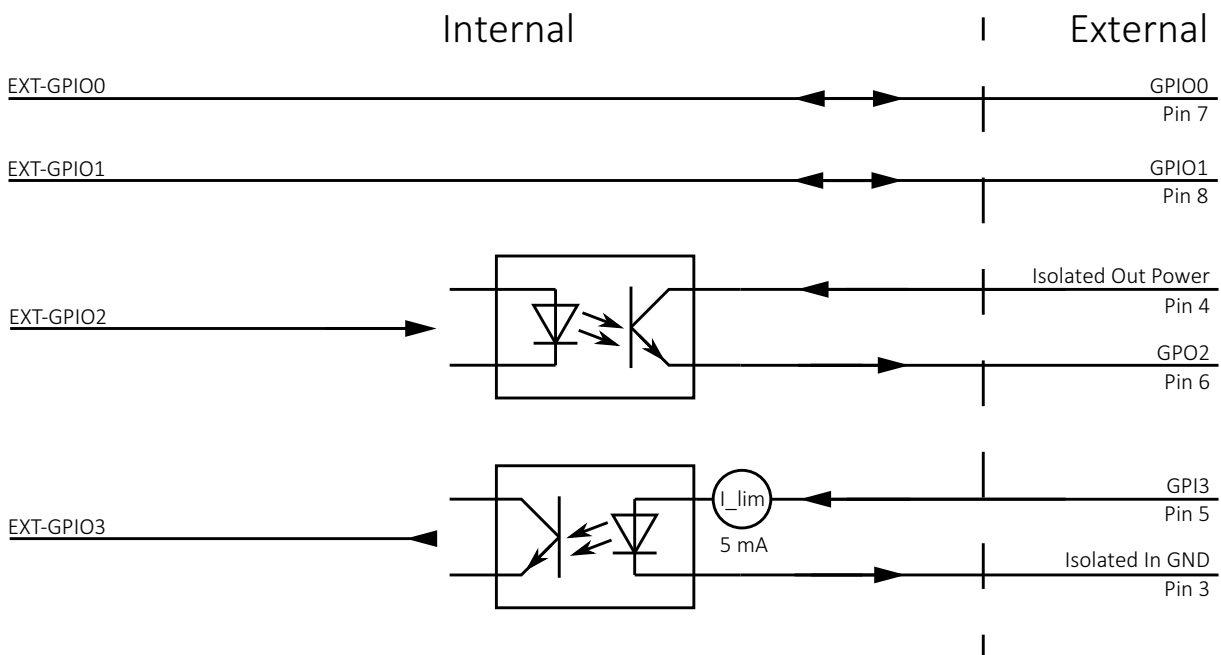 Internal
External
EXT-GPIO0
GPIO0
Pin 7
EXT-GPIO1
GPIO1
Pin 8
Isolated Out Power
Pin 4
EXT-GPIO2
GPO2
Pin 6
GPI3
I_lim
Pin 5
EXT-GPIO3
5 mA
Isolated In GND
Pin 3